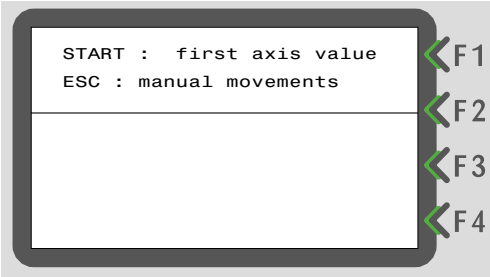 START :  first axis value
ESC : manual movements
F1
F2
F3
F4